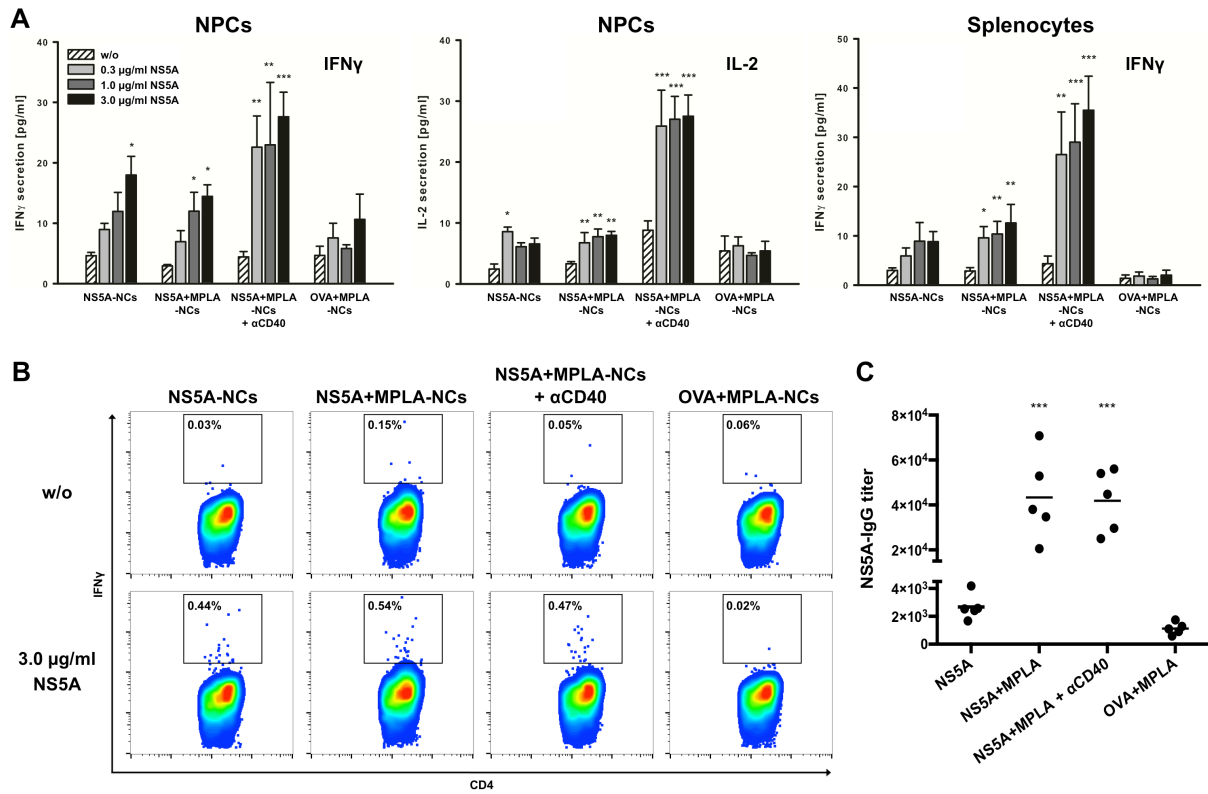 A
NPCs
NPCs
Splenocytes
IFNγ secretion [pg/ml]
40
30
20
10
0
w/o
0.3 µg/ml NS5A
1.0 µg/ml NS5A
3.0 µg/ml NS5A
IFNγ
*
*
*
**
**
***
NS5A-NCs
NS5A+MPLA
-NCs
NS5A+MPLA
-NCs
+ αCD40
OVA+MPLA
-NCs
IL-2 secretion [pg/ml]
40
30
20
10
0
IL-2
*
**
**
**
***
***
***
NS5A-NCs
NS5A+MPLA
-NCs
NS5A+MPLA
-NCs
+ αCD40
OVA+MPLA
-NCs
IFNγ secretion [pg/ml]
50
40
30
20
10
0
IFNγ
*
**
**
**
***
***
NS5A-NCs
NS5A+MPLA
-NCs
NS5A+MPLA
-NCs
+ αCD40
OVA+MPLA
-NCs
B
NS5A-NCs
NS5A+MPLA-NCs
NS5A+MPLA-NCs
+ αCD40
OVA+MPLA-NCs
w/o
0.03%
0.15%
0.05%
0.06%
IFNγ
3.0 µg/ml
NS5A
0.44%
0.54%
0.47%
0.02%
CD4
C
NS5A-IgG titer
8×10⁴
6×10⁴
4×10⁴
2×10⁴
4×10³
2×10³
0
***
***
NS5A
NS5A+MPLA
NS5A+MPLA + αCD40
OVA+MPLA